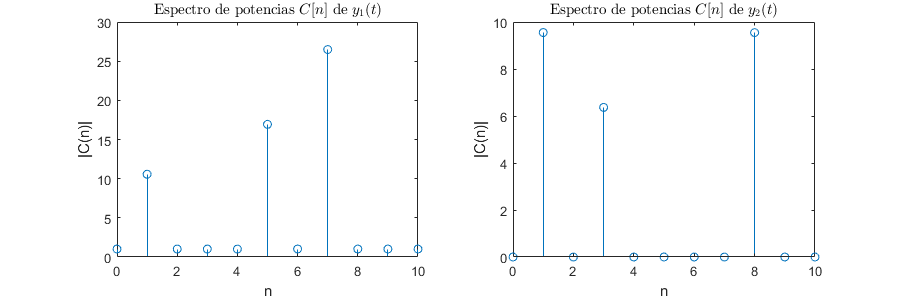 Espectro de potencias C[n] de y₁(t)
30
25
20
15
10
5
0
|C(n)|
0 2 4 6 8 10
n
Espectro de potencias C[n] de y₂(t)
10
8
6
4
2
0
|C(n)|
0 2 4 6 8 10
n